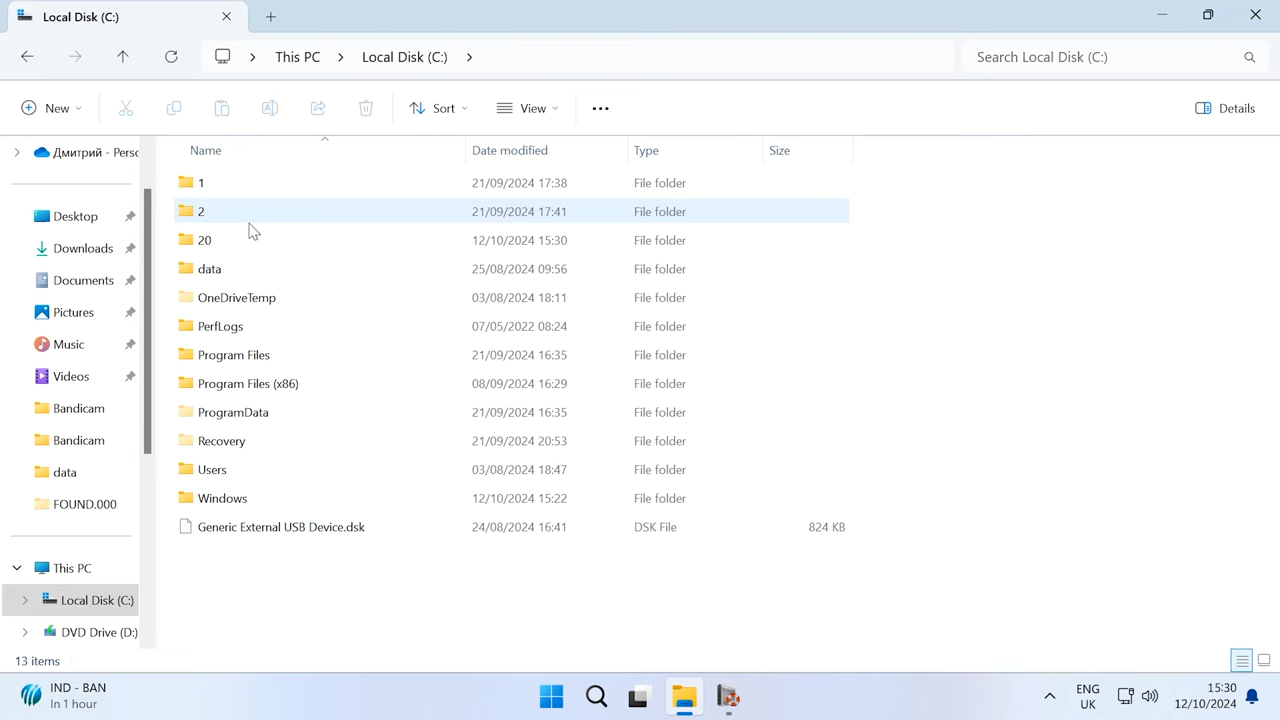 Local Disk (C:)
This PC
Local Disk (C:)
Search Local Disk (C:)
New
Sort
View
Details
Дмитрий - Perso
Desktop
Downloads
Documents
Pictures
Music
Videos
Bandicam
Bandicam
data
FOUND.000
This PC
Local Disk (C:)
DVD Drive (D:)
Name Date modified Type Size
1 21/09/2024 17:38 File folder
2 21/09/2024 17:41 File folder
20 12/10/2024 15:30 File folder
data 25/08/2024 09:56 File folder
OneDriveTemp 03/08/2024 18:11 File folder
PerfLogs 07/05/2022 08:24 File folder
Program Files 21/09/2024 16:35 File folder
Program Files (x86) 08/09/2024 16:29 File folder
ProgramData 21/09/2024 16:35 File folder
Recovery 21/09/2024 20:53 File folder
Users 03/08/2024 18:47 File folder
Windows 12/10/2024 15:22 File folder
Generic External USB Device.dsk 24/08/2024 16:41 DSK File 824 KB
13 items
IND - BAN
In 1 hour
ENG
UK
15:30
12/10/2024